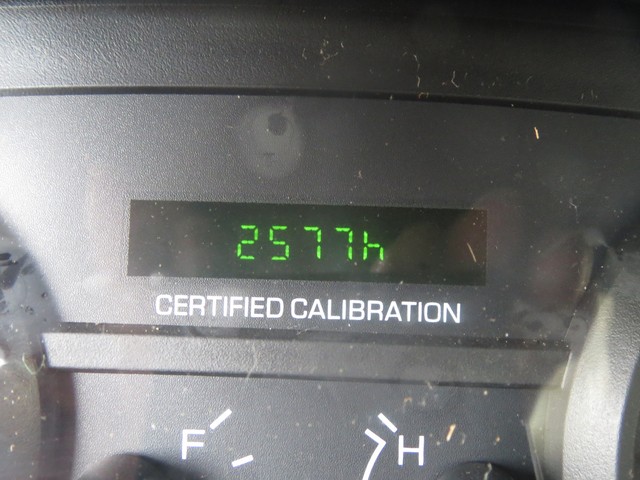 2577h
CERTIFIED CALIBRATION
F H